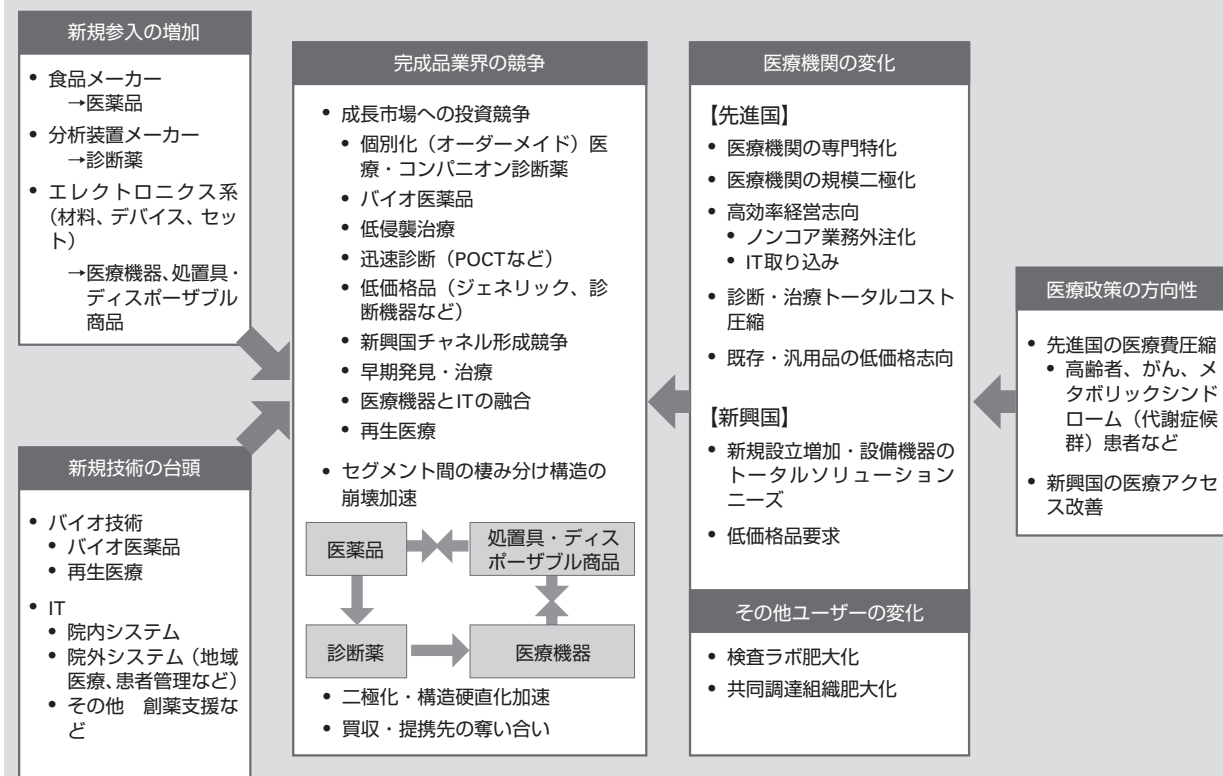 新規参入の増加
• 食品メーカー
→医薬品
• 分析装置メーカー
→診断薬
• エレクトロニクス系
(材料、デバイス、セッ
ト)
→医療機器、処置具・
ディスポーザブル
商品
新規技術の台頭
• バイオ技術
• バイオ医薬品
• 再生医療
• IT
• 院内システム
• 院外システム(地域
医療、患者管理など)
• その他 創薬支援な
ど
完成品業界の競争
• 成長市場への投資競争
• 個別化(オーダーメイド)医
療・コンパニオン診断薬
• バイオ医薬品
• 低侵襲治療
• 迅速診断(POCTなど)
• 低価格品(ジェネリック、診
断機器など)
• 新興国チャネル形成競争
• 早期発見・治療
• 医療機器とITの融合
• 再生医療
• セグメント間の棲み分け構造の
崩壊加速
医薬品
処置具・ディス
ポーザブル商品
診断薬
医療機器
• 二極化・構造硬直化加速
• 買収・提携先の奪い合い
医療機関の変化
【先進国】
• 医療機関の専門特化
• 医療機関の規模二極化
• 高効率経営志向
• ノンコア業務外注化
• IT取り込み
• 診断・治療トータルコスト
圧縮
• 既存・汎用品の低価格志向
【新興国】
• 新規設立増加・設備機器の
トータルソリューション
ニーズ
• 低価格品要求
その他ユーザーの変化
• 検査ラボ肥大化
• 共同調達組織肥大化
医療政策の方向性
• 先進国の医療費圧縮
• 高齢者、がん、メ
タボリックシンド
ローム(代謝症候
群)患者など
• 新興国の医療アクセ
ス改善